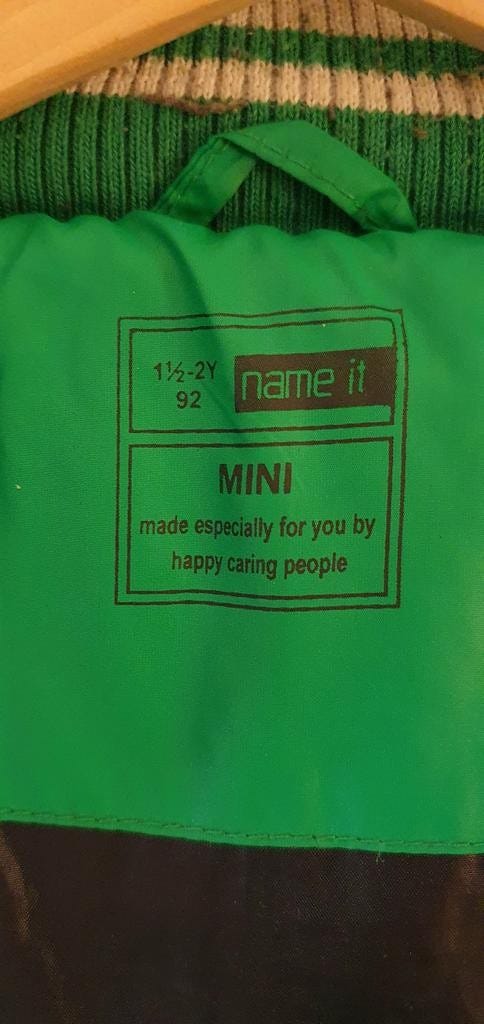 1½-2Y
92
name it
MINI
made especially for you by
happy caring people